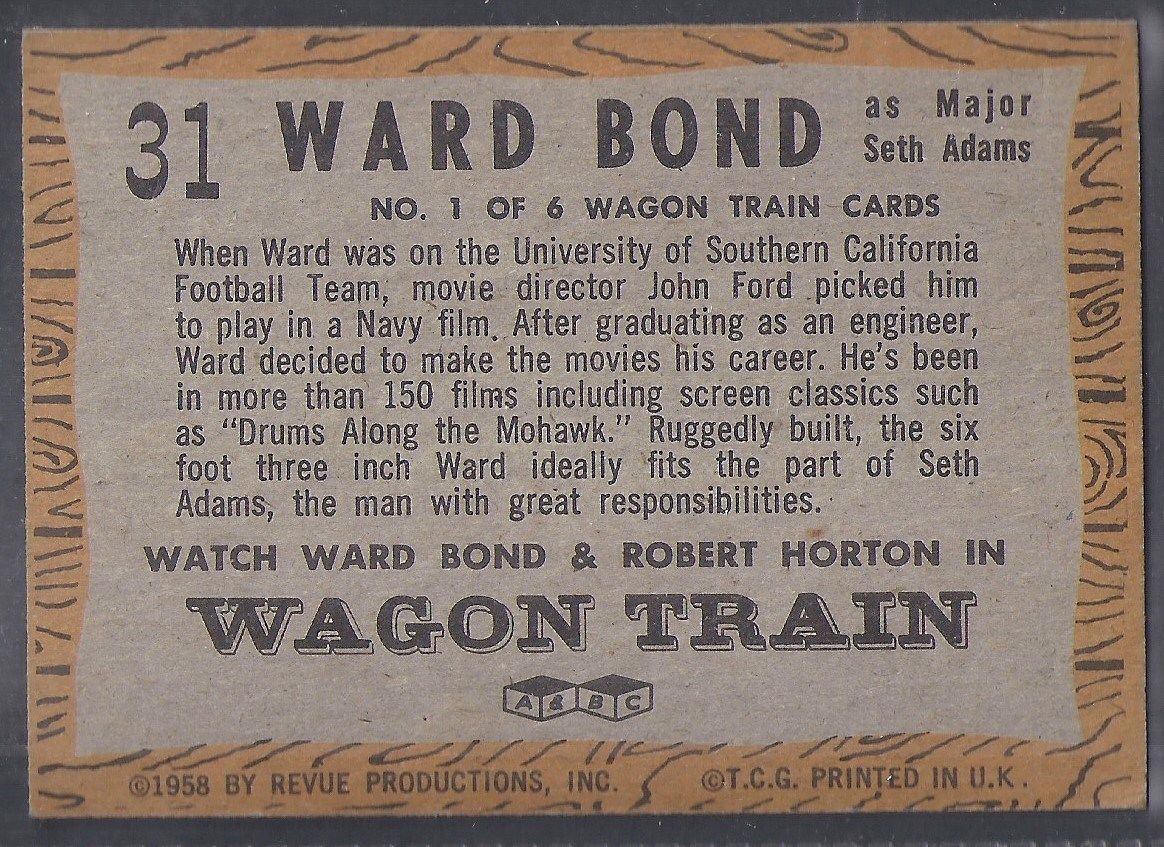 31 WARD BOND as Major
Seth Adams
NO. 1 OF 6 WAGON TRAIN CARDS
When Ward was on the University of Southern California
Football Team, movie director John Ford picked him
to play in a Navy film. After graduating as an engineer,
Ward decided to make the movies his career. He's been
in more than 150 films including screen classics such
as "Drums Along the Mohawk." Ruggedly built, the six
foot three inch Ward ideally fits the part of Seth
Adams, the man with great responsibilities.
WATCH WARD BOND & ROBERT HORTON IN
WAGON TRAIN
A & B C
©1958 BY REVUE PRODUCTIONS, INC. ©T.C.G. PRINTED IN U.K.